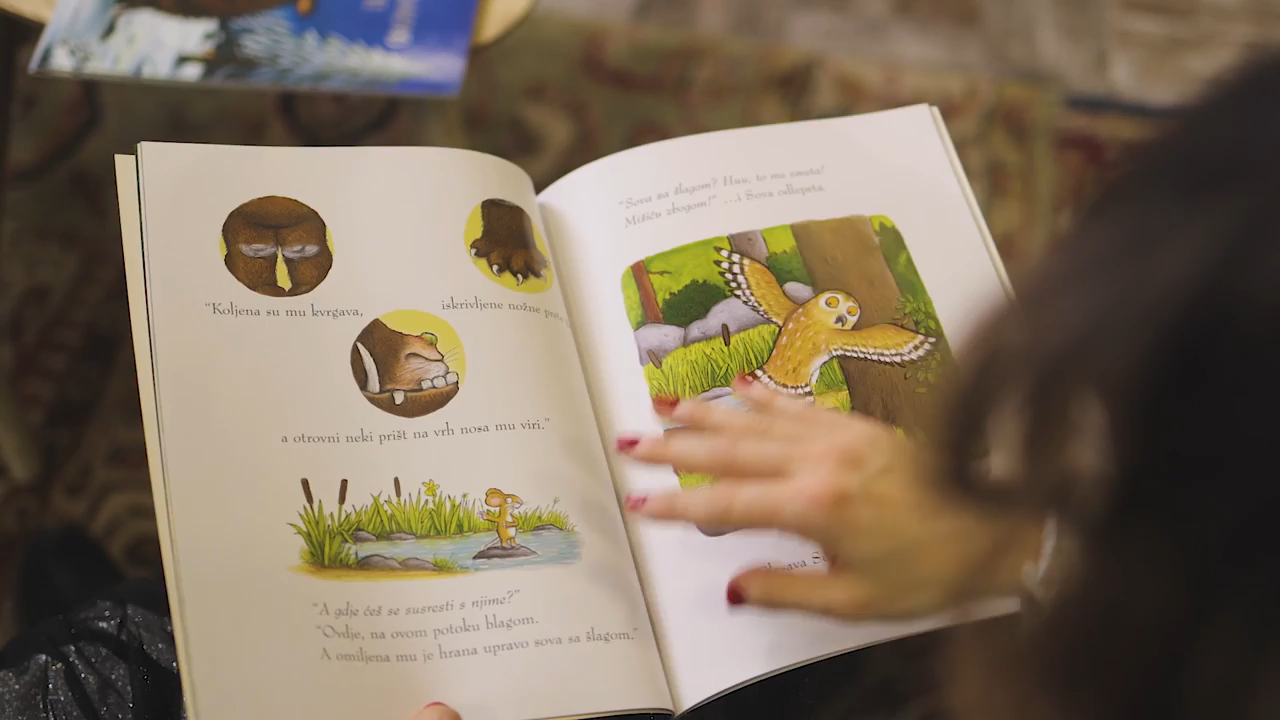 “Koljena su mu kvrgava,
iskrivljene nožne
a otrovni neki prišt na vrh nosa mu viri.”
“A gdje ćeš se susresti s njime?”
“Ovdje, na ovom potoku blagom.
A omiljena mu je hrana upravo sova sa šlagom.”
“Sova sa šlagom? Huu, to me smeta!
Mišiću zbogom!” ...i Sova odlepeta.